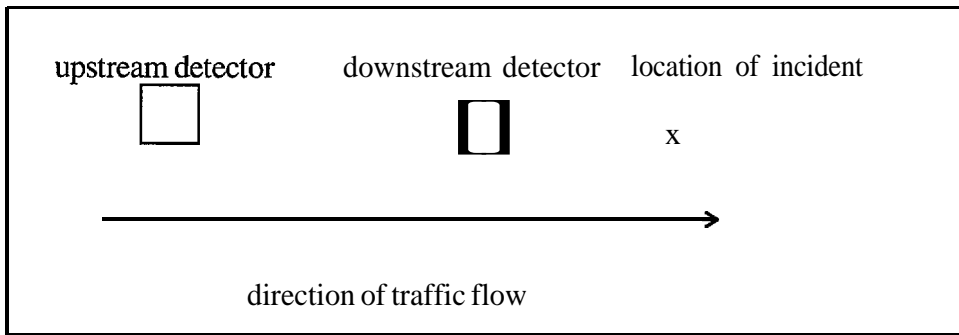 upstream detector downstream detector location of incident
x
direction of traffic flow